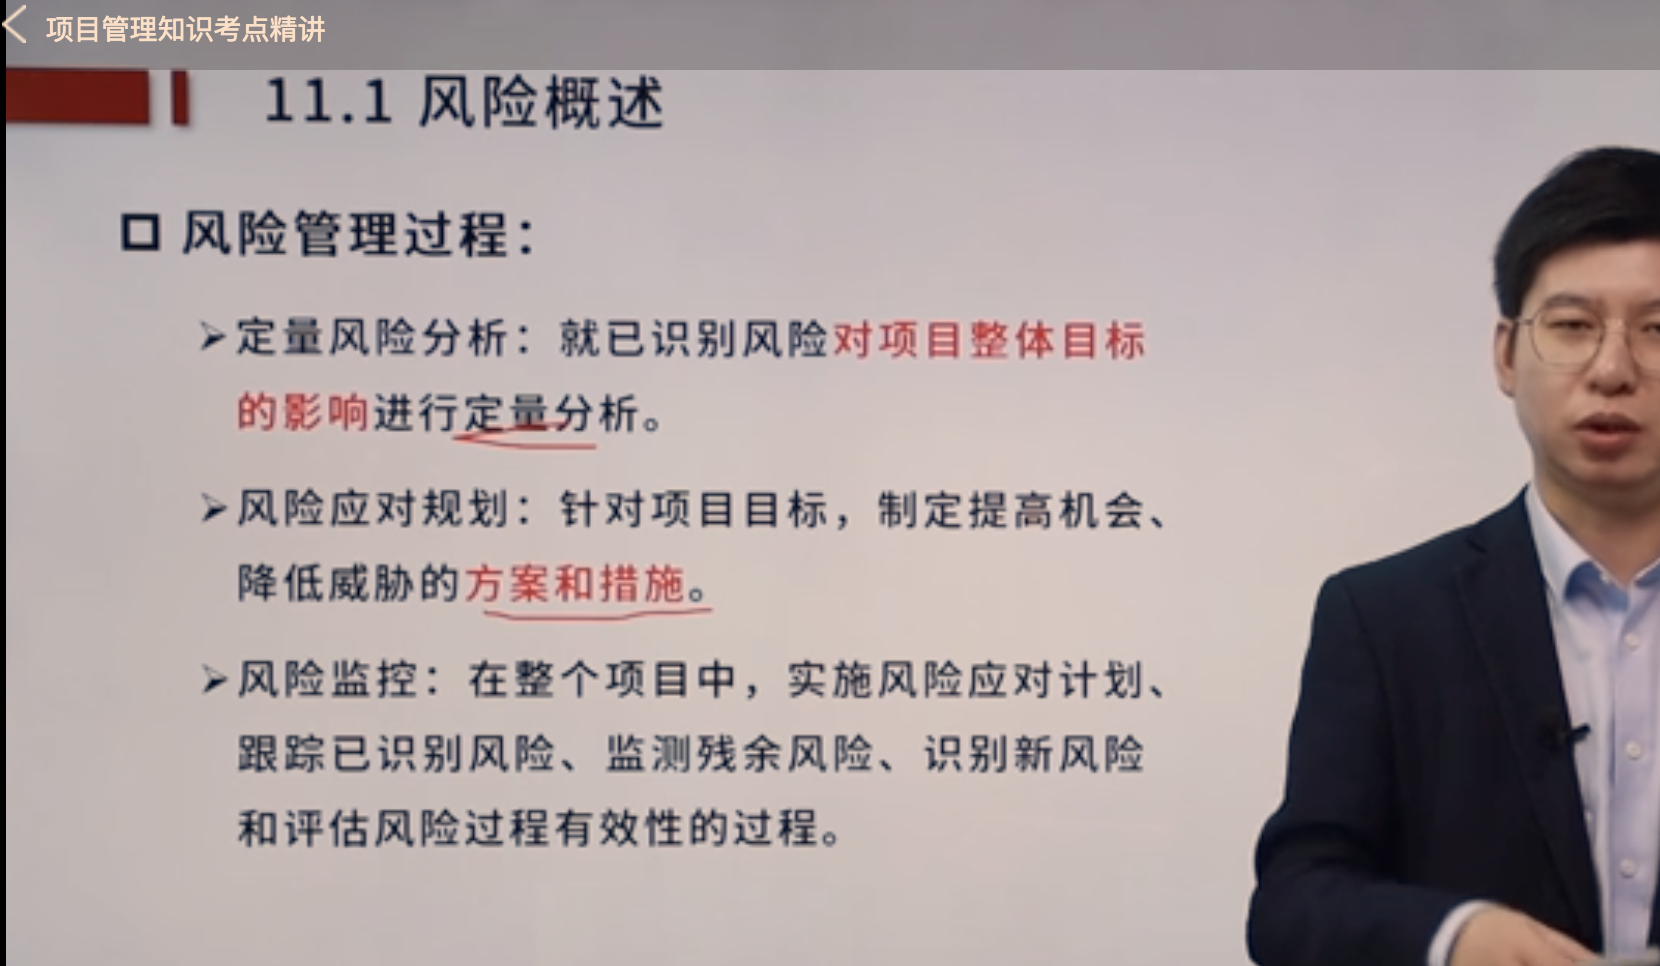 项目管理知识考点精讲
11.1 风险概述
风险管理过程：
定量风险分析：就已识别风险对项目整体目标
的影响进行定量分析。
风险应对规划：针对项目目标，制定提高机会、
降低威胁的方案和措施。
风险监控：在整个项目中，实施风险应对计划、
跟踪已识别风险、监测残余风险、识别新风险
和评估风险过程有效性的过程。